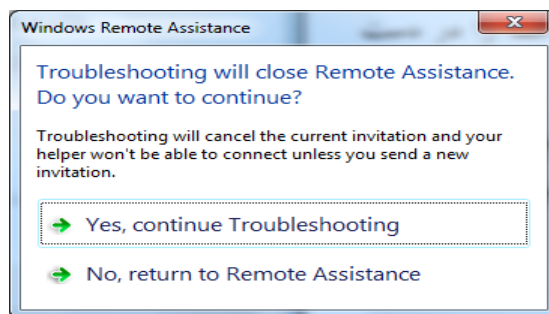 Windows Remote Assistance
Troubleshooting will close Remote Assistance.
Do you want to continue?
Troubleshooting will cancel the current invitation and your
helper won't be able to connect unless you send a new
invitation.
Yes, continue Troubleshooting
No, return to Remote Assistance